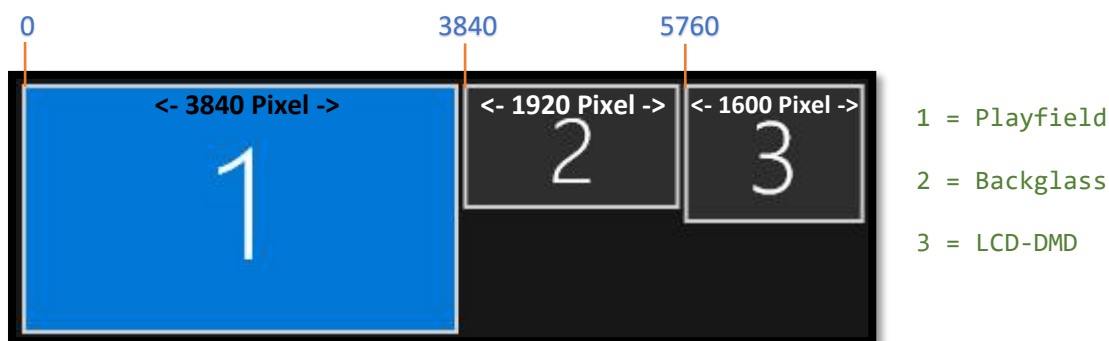 0 3840 5760
<- 3840 Pixel -> <- 1920 Pixel -> <- 1600 Pixel ->
1 2 3
1 = Playfield
2 = Backglass
3 = LCD-DMD